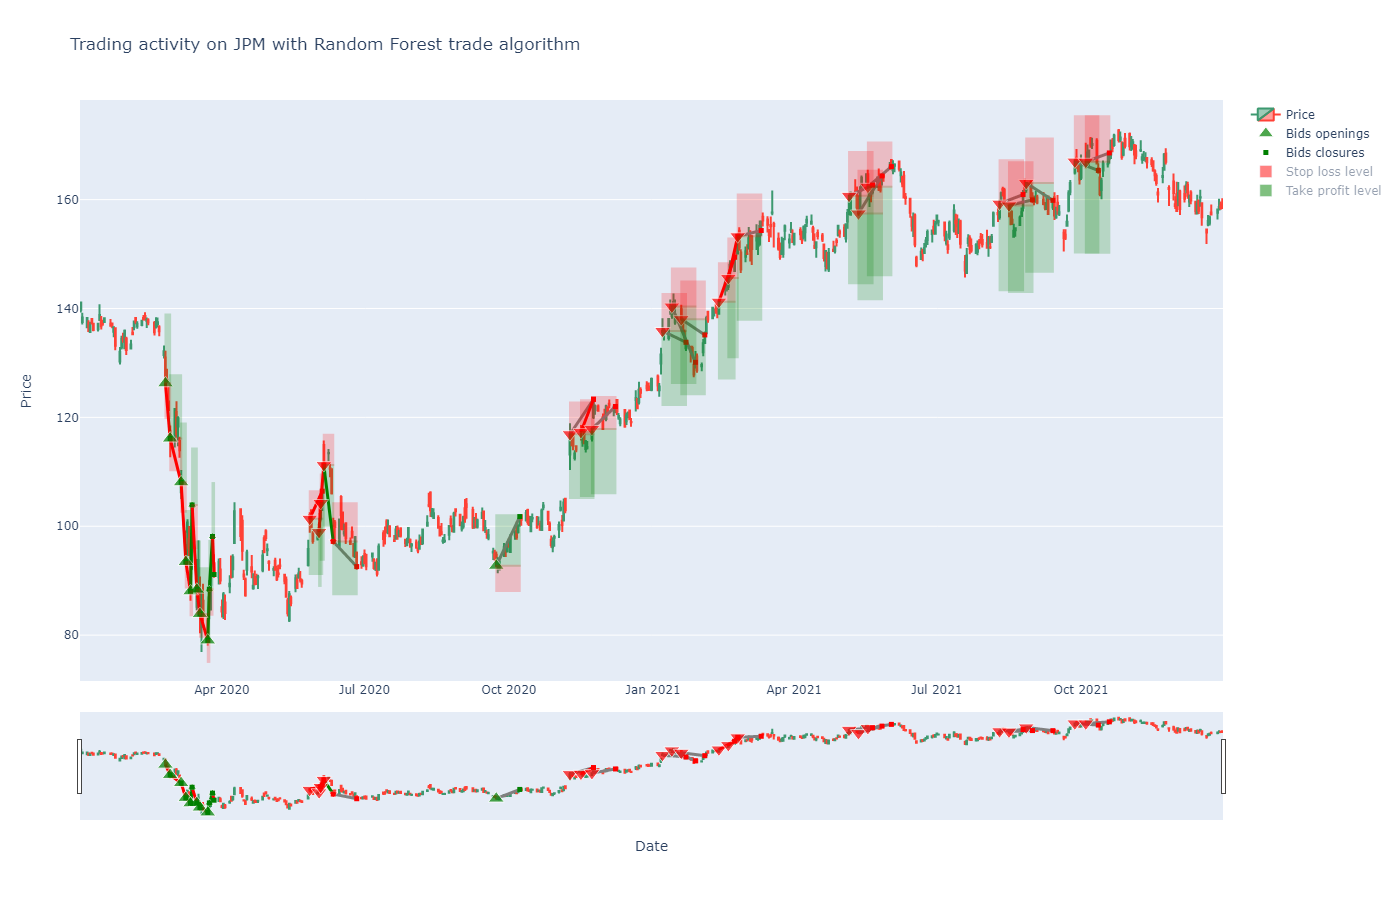 Trading activity on JPM with Random Forest trade algorithm
Price
Bids openings
Bids closures
Stop loss level
Take profit level
160
140
120
100
80
Price
Apr 2020
Jul 2020
Oct 2020
Jan 2021
Apr 2021
Jul 2021
Oct 2021
Date